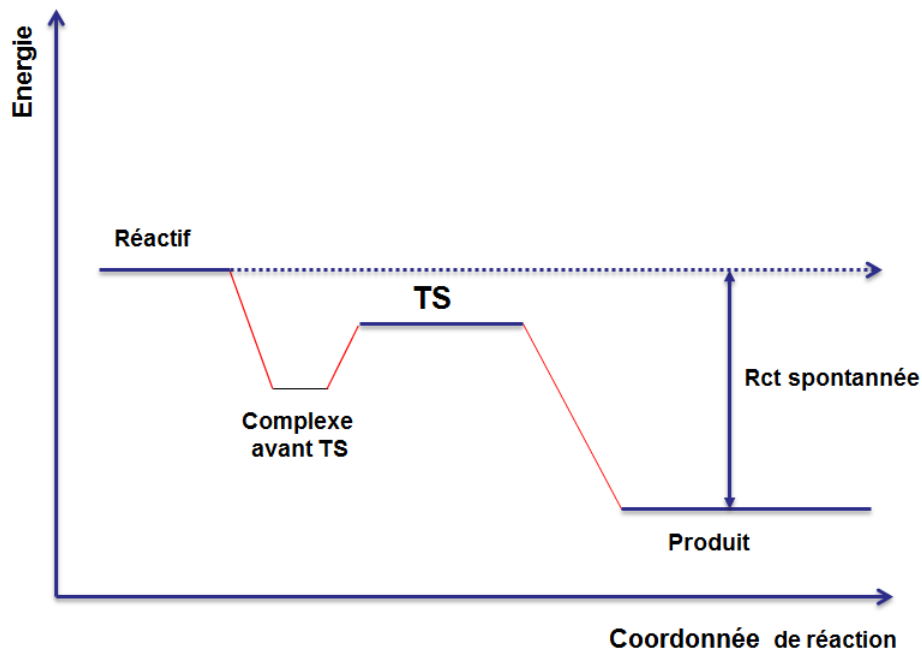 Energie
Réactif
TS
Rct spontannée
Complexe
avant TS
Produit
Coordonnée de réaction